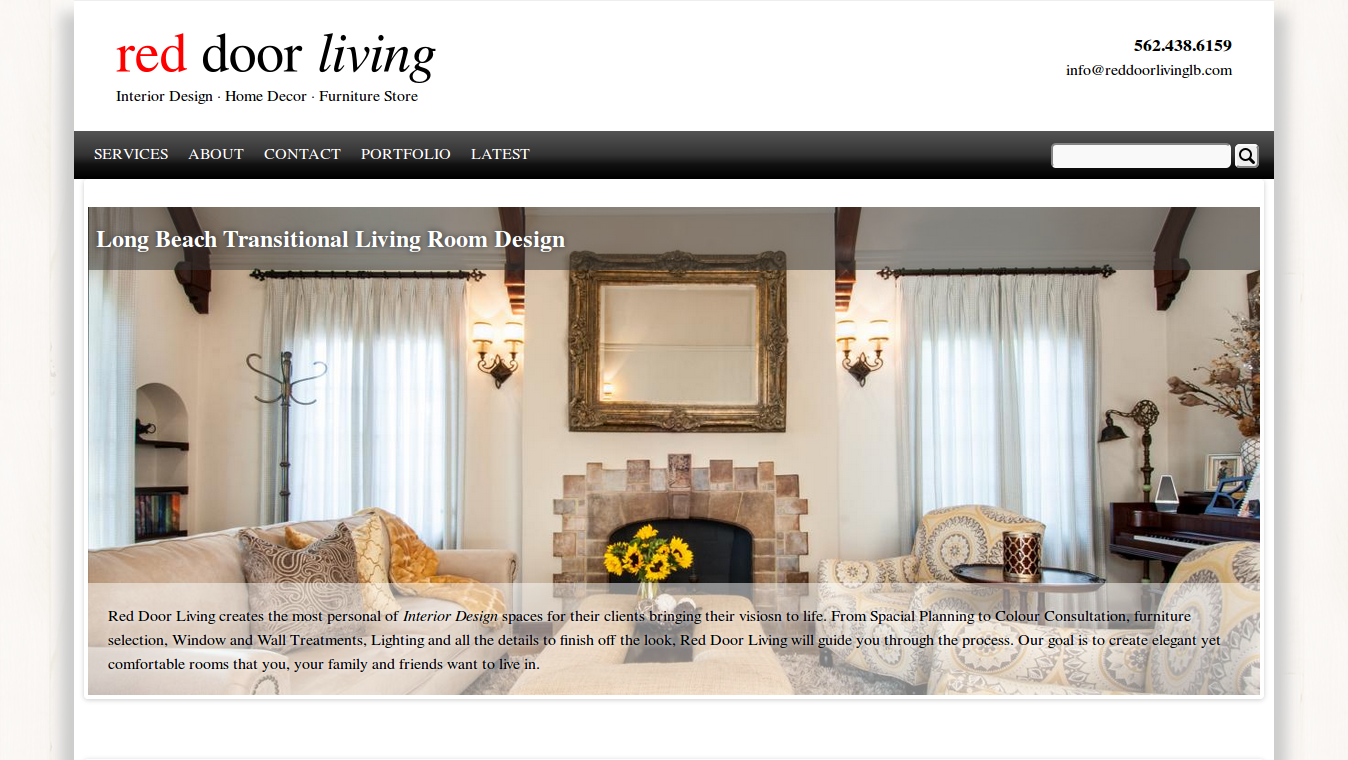 red door living
562.438.6159
info@reddoorlivinglb.com
Interior Design · Home Decor · Furniture Store
SERVICES ABOUT CONTACT PORTFOLIO LATEST
Long Beach Transitional Living Room Design
Red Door Living creates the most personal of Interior Design spaces for their clients bringing their visiosn to life. From Spacial Planning to Colour Consultation, furniture
selection, Window and Wall Treatments, Lighting and all the details to finish off the look, Red Door Living will guide you through the process. Our goal is to create elegant yet
comfortable rooms that you, your family and friends want to live in.